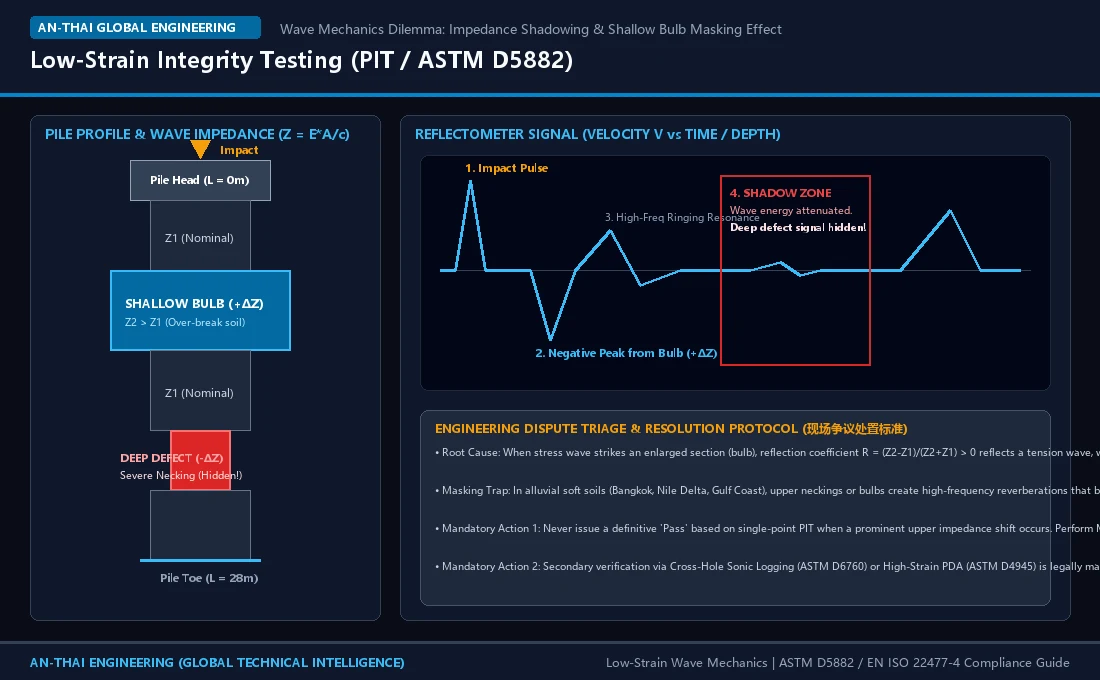 AN-THAI GLOBAL ENGINEERING
Wave Mechanics Dilemma: Impedance Shadowing & Shallow Bulb Masking Effect
Low-Strain Integrity Testing (PIT / ASTM D5882)
PILE PROFILE & WAVE IMPEDANCE (Z = E*A/c)
Impact
Pile Head (L = 0m)
Z1 (Nominal)
SHALLOW BULB (+ΔZ)
Z2 > Z1 (Over-break soil)
Z1 (Nominal)
DEEP DEFECT (-ΔZ)
Severe Necking (Hidden!)
Pile Toe (L = 28m)
REFLECTOMETER SIGNAL (VELOCITY V vs TIME / DEPTH)
1. Impact Pulse
3. High-Freq Ringing Resonance
4. SHADOW ZONE
Wave energy attenuated.
Deep defect signal hidden!
2. Negative Peak from Bulb (+ΔZ)
ENGINEERING DISPUTE TRIAGE & RESOLUTION PROTOCOL (现场争议处置标准)
• Root Cause: When stress wave strikes an enlarged section (bulb), reflection coefficient R = (Z2-Z1)/(Z2+Z1) > 0 reflects a tension wave,
• Masking Trap: In alluvial soft soils (Bangkok, Nile Delta, Gulf Coast), upper neckings or bulbs create high-frequency reverberations that
• Mandatory Action 1: Never issue a definitive 'Pass' based on single-point PIT when a prominent upper impedance shift occurs. Perform
• Mandatory Action 2: Secondary verification via Cross-Hole Sonic Logging (ASTM D6760) or High-Strain PDA (ASTM D4945) is legally
AN-THAI ENGINEERING (GLOBAL TECHNICAL INTELLIGENCE)
Low-Strain Wave Mechanics | ASTM D5882 / EN ISO 22477-4 Compliance Guide